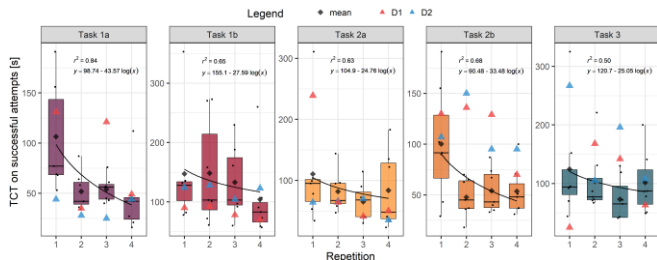 Legend
mean D1 D2
Task 1a Task 1b Task 2a Task 2b Task 3
r² = 0.84
y = 98.74 - 43.57 log(x)
r² = 0.65
y = 155.1 - 27.59 log(x)
r² = 0.63
y = 104.9 - 24.76 log(x)
r² = 0.68
y = 90.48 - 33.48 log(x)
r² = 0.50
y = 120.7 - 25.05 log(x)
TCT on successful attempts [s]
150
100
50
300
200
100
300
200
100
200
150
100
50
300
200
100
1 2 3 4 1 2 3 4 1 2 3 4 1 2 3 4 1 2 3 4
Repetition